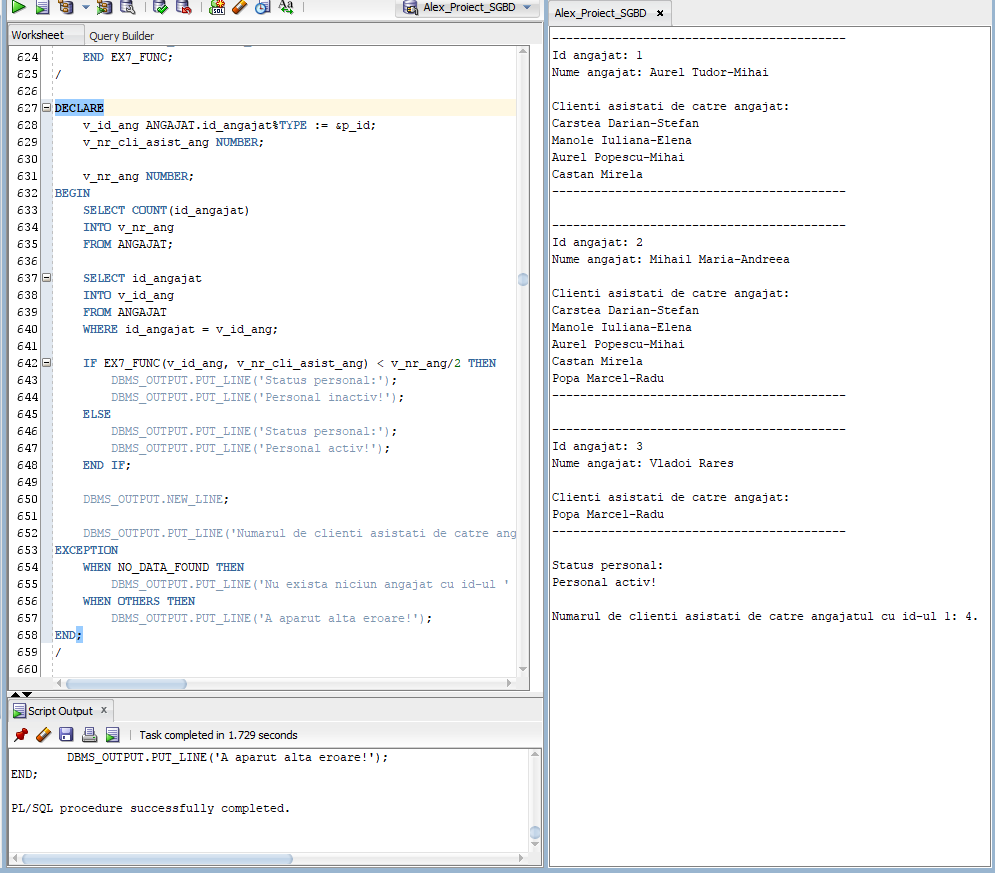 Alex_Proiect_SGBD
Worksheet
Query Builder
624 END EX7_FUNC;
625 /
626
627 DECLARE
628 v_id_ang ANGAJAT.id_angajat%TYPE := &p_id;
629 v_nr_cli_asist_ang NUMBER;
630
631 v_nr_ang NUMBER;
632 BEGIN
633 SELECT COUNT(id_angajat)
634 INTO v_nr_ang
635 FROM ANGAJAT;
636
637 SELECT id_angajat
638 INTO v_id_ang
639 FROM ANGAJAT
640 WHERE id_angajat = v_id_ang;
641
642 IF EX7_FUNC(v_id_ang, v_nr_cli_asist_ang) < v_nr_ang/2 THEN
643 DBMS_OUTPUT.PUT_LINE('Status personal:');
644 DBMS_OUTPUT.PUT_LINE('Personal inactiv!');
645 ELSE
646 DBMS_OUTPUT.PUT_LINE('Status personal:');
647 DBMS_OUTPUT.PUT_LINE('Personal activ!');
648 END IF;
649
650 DBMS_OUTPUT.NEW_LINE;
651
652 DBMS_OUTPUT.PUT_LINE('Numarul de clienti asistati de catre ang
653 EXCEPTION
654 WHEN NO_DATA_FOUND THEN
655 DBMS_OUTPUT.PUT_LINE('Nu exista niciun angajat cu id-ul '
656 WHEN OTHERS THEN
657 DBMS_OUTPUT.PUT_LINE('A aparut alta eroare!');
658 END;
659 /
660
Script Output x
Task completed in 1.729 seconds
DBMS_OUTPUT.PUT_LINE('A aparut alta eroare!');
END;
PL/SQL procedure successfully completed.
Alex_Proiect_SGBD x
------------------------------------------
Id angajat: 1
Nume angajat: Aurel Tudor-Mihai
Clienti asistati de catre angajat:
Carstea Darian-Stefan
Manole Iuliana-Elena
Aurel Popescu-Mihai
Castan Mirela
------------------------------------------
------------------------------------------
Id angajat: 2
Nume angajat: Mihail Maria-Andreea
Clienti asistati de catre angajat:
Carstea Darian-Stefan
Manole Iuliana-Elena
Aurel Popescu-Mihai
Castan Mirela
Popa Marcel-Radu
------------------------------------------
------------------------------------------
Id angajat: 3
Nume angajat: Vladoi Rares
Clienti asistati de catre angajat:
Popa Marcel-Radu
------------------------------------------
Status personal:
Personal activ!
Numarul de clienti asistati de catre angajatul cu id-ul 1: 4.